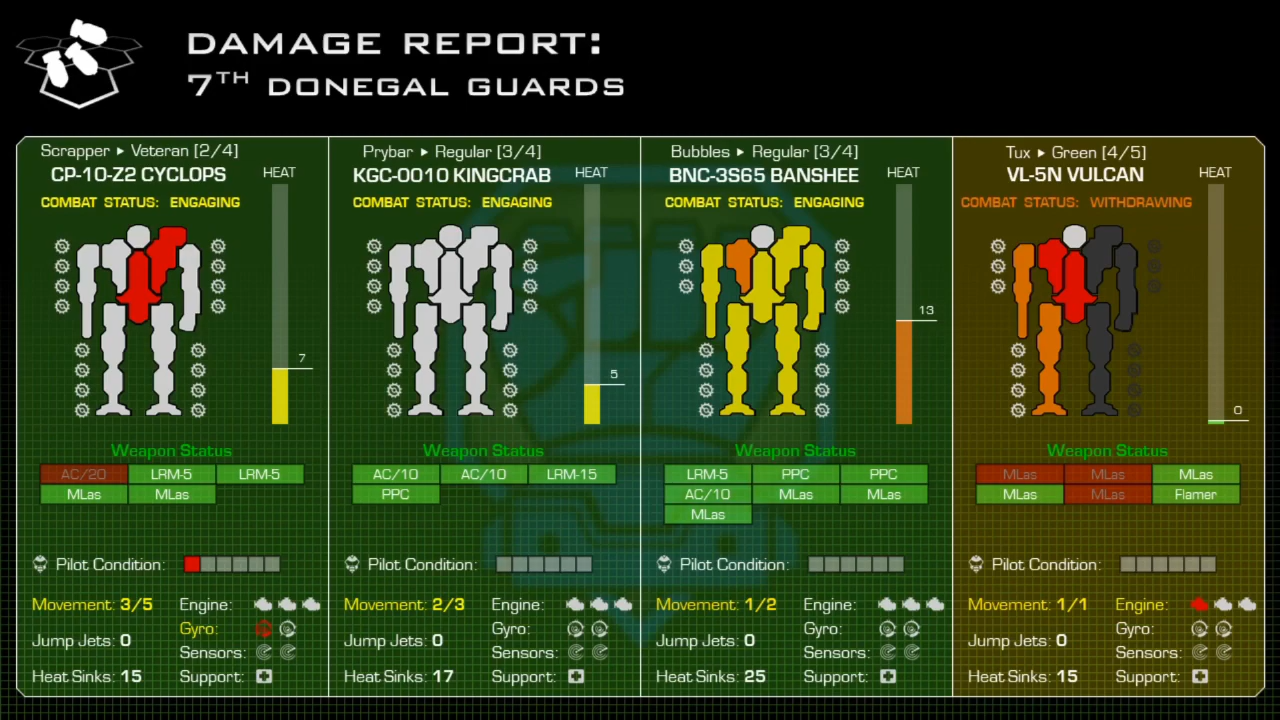 DAMAGE REPORT:
7TH DONEGAL GUARDS
Scrapper ▸ Veteran [2/4]
CP-10-Z2 CYCLOPS
HEAT
COMBAT STATUS: ENGAGING
7
Weapon Status
AC/20 LRM-5 LRM-5
MLas MLas
Pilot Condition:
Movement: 3/5
Engine:
Gyro:
Jump Jets: 0
Sensors:
Heat Sinks: 15
Support:
Prybar ▸ Regular [3/4]
KGC-0010 KINGCRAB
HEAT
COMBAT STATUS: ENGAGING
5
Weapon Status
AC/10 AC/10 LRM-15
PPC
Pilot Condition:
Movement: 2/3
Engine:
Gyro:
Jump Jets: 0
Sensors:
Heat Sinks: 17
Support:
Bubbles ▸ Regular [3/4]
BNC-3S65 BANSHEE
HEAT
COMBAT STATUS: ENGAGING
13
Weapon Status
LRM-5 PPC PPC
AC/10 MLas MLas
MLas
Pilot Condition:
Movement: 1/2
Engine:
Gyro:
Jump Jets: 0
Sensors:
Heat Sinks: 25
Support:
Tux ▸ Green [4/5]
VL-5N VULCAN
HEAT
COMBAT STATUS: WITHDRAWING
0
Weapon Status
MLas MLas MLas
MLas MLas Flamer
Pilot Condition:
Movement: 1/1
Engine:
Gyro:
Jump Jets: 0
Sensors:
Heat Sinks: 15
Support: